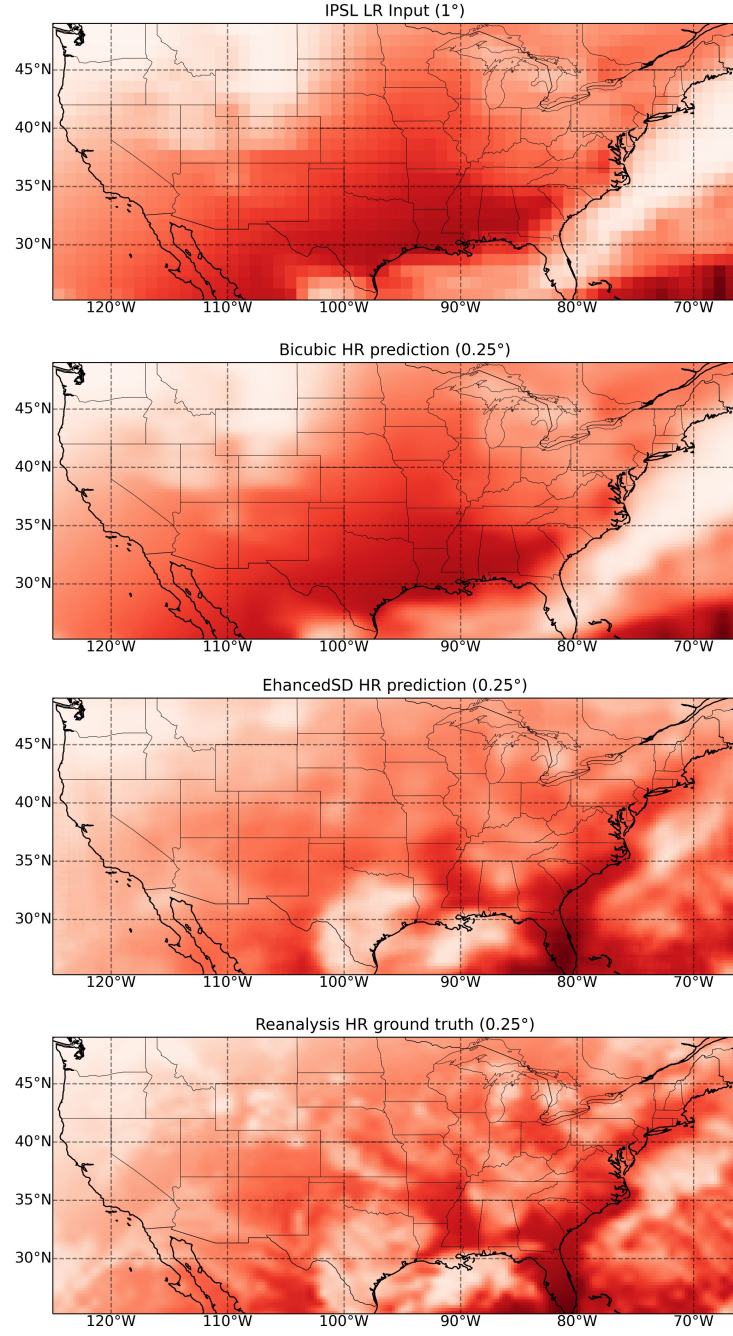 IPSL LR Input (1°)
45°N
40°N
35°N
30°N
120°W 110°W 100°W 90°W 80°W 70°W
Bicubic HR prediction (0.25°)
45°N
40°N
35°N
30°N
120°W 110°W 100°W 90°W 80°W 70°W
EhancedSD HR prediction (0.25°)
45°N
40°N
35°N
30°N
120°W 110°W 100°W 90°W 80°W 70°W
Reanalysis HR ground truth (0.25°)
45°N
40°N
35°N
30°N
120°W 110°W 100°W 90°W 80°W 70°W